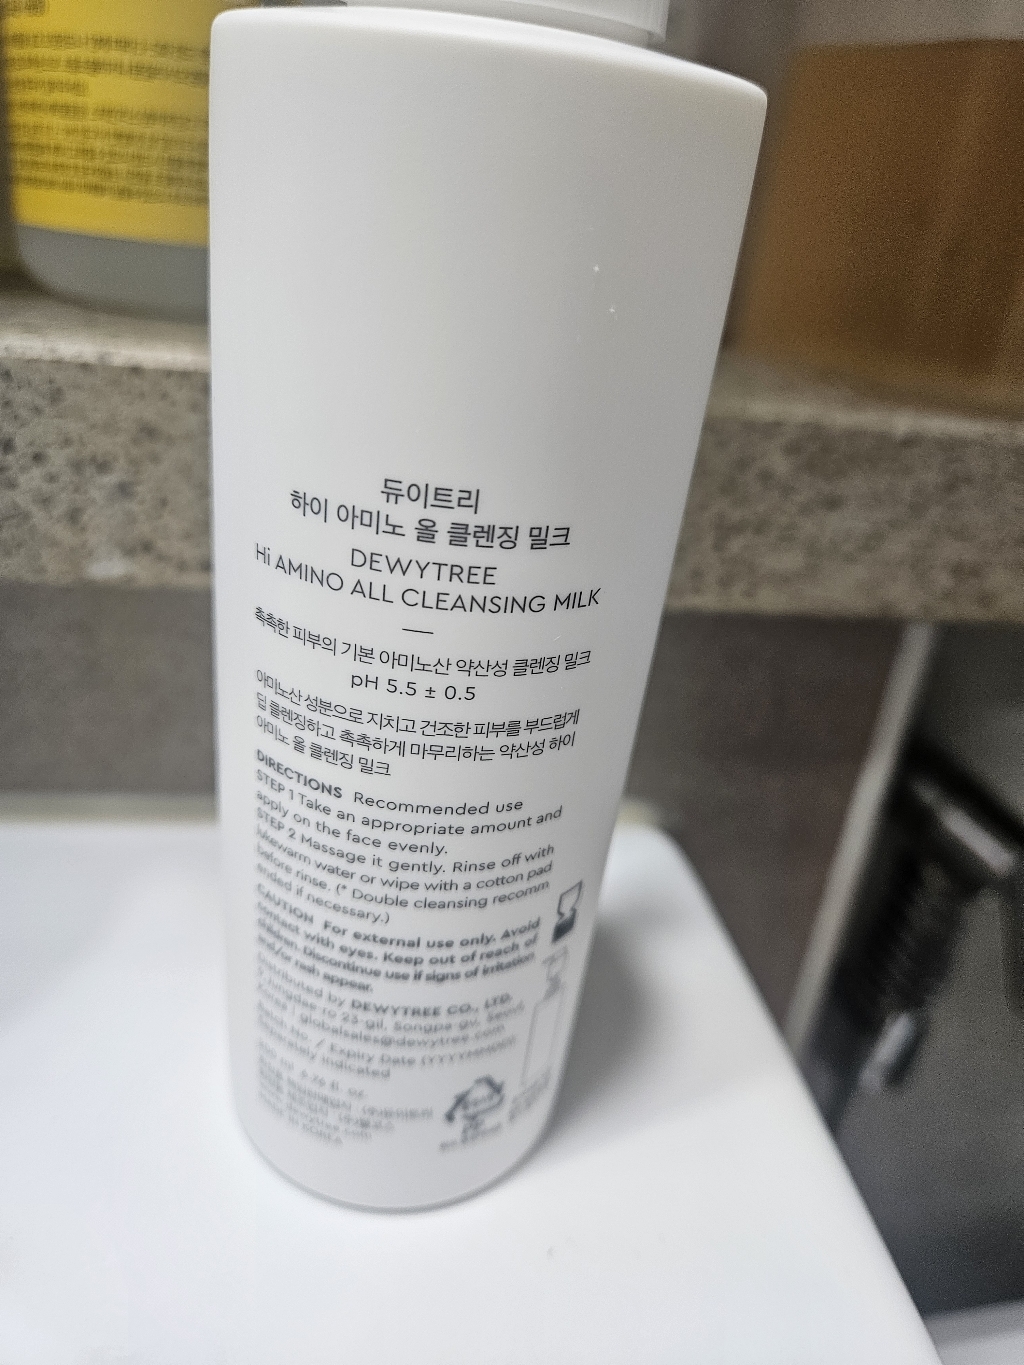 듀이트리
하이 아미노 올 클렌징 밀크
DEWYTREE
Hi AMINO ALL CLEANSING MILK
촉촉한 피부의 기본 아미노산 약산성 클렌징 밀크
pH 5.5 ± 0.5
아미노산 성분으로 지치고 건조한 피부를 부드럽게
딥 클렌징하고 촉촉하게 마무리하는 약산성 하이
아미노 올 클렌징 밀크
DIRECTIONS Recommended use
STEP 1 Take an appropriate amount and
apply on the face evenly.
STEP 2 Massage it gently. Rinse off with
lukewarm water or wipe with a cotton pad
before rinse. (* Double cleansing recomm
ended if necessary.)
CAUTION For external use only. Avoid
contact with eyes. Keep out of reach of
children. Discontinue use if signs of irritation
and/or rash appear.
Distributed by DEWYTREE CO., LTD.
23-gil, Songpa-gu, Seoul,
Korea | globalsales@dewytree.com
Batch No. / Expiry Date (YYYYMMDD)
Separately indicated
fl. oz.